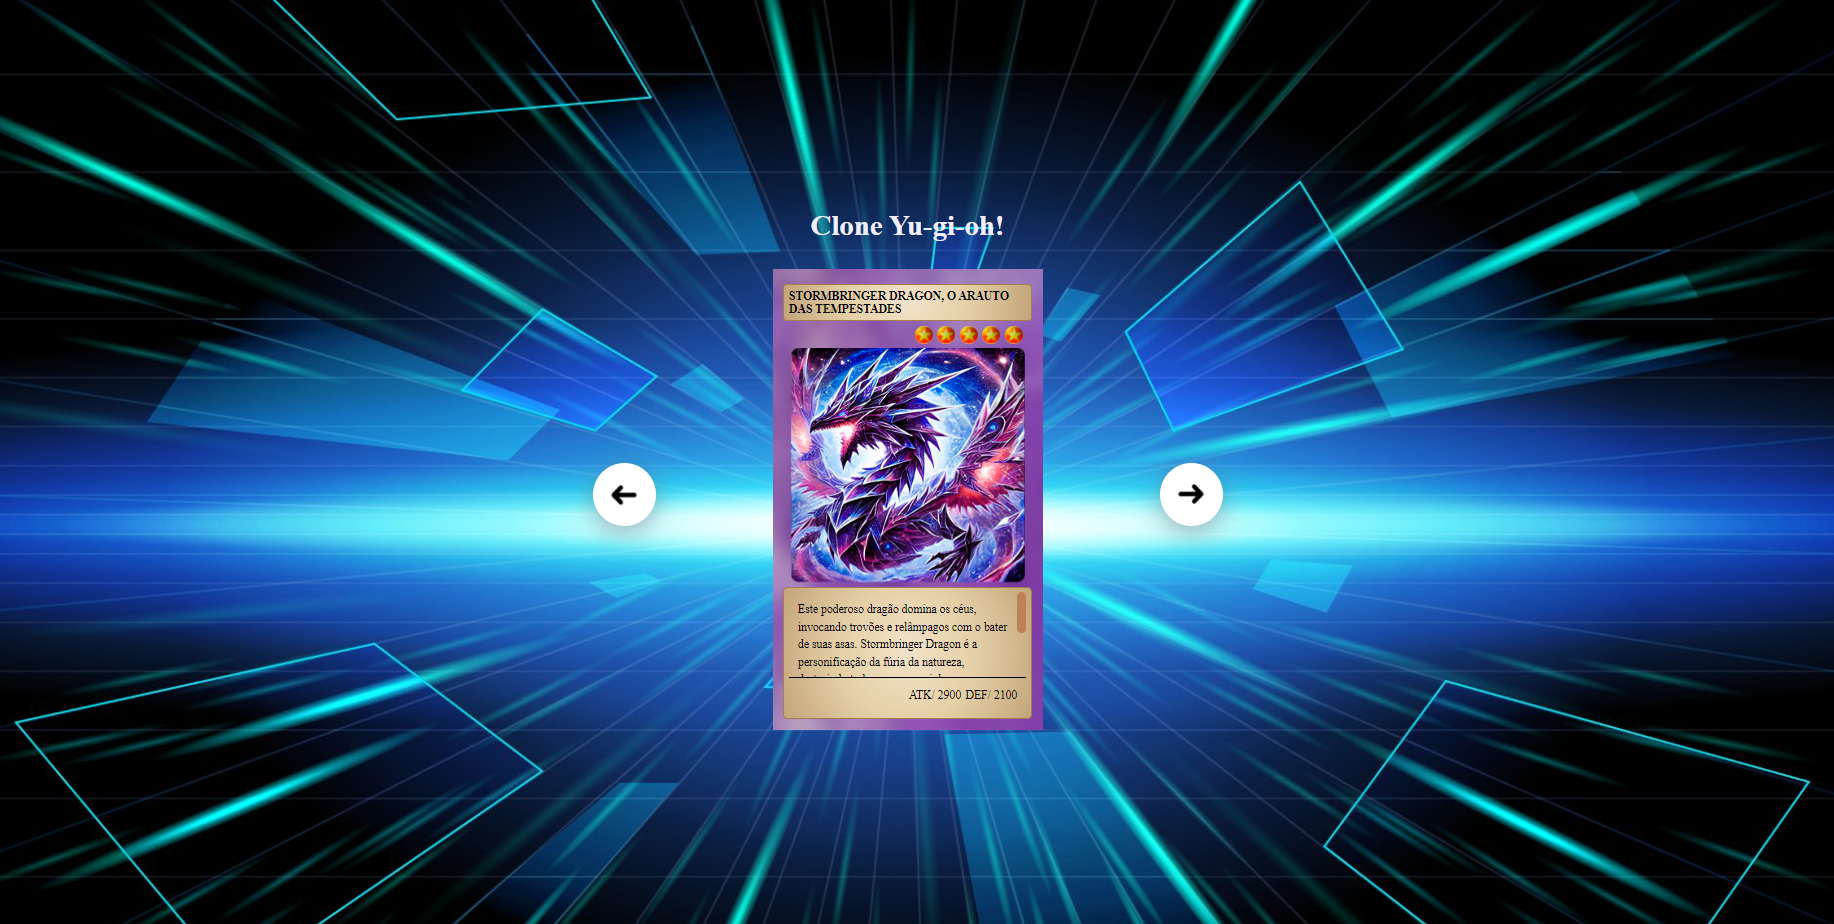 Clone Yu-gi-oh!
STORMBRINGER DRAGON, O ARAUTO
DAS TEMPESTADES
Este poderoso dragão domina os céus,
invocando trovões e relâmpagos com o bater
de suas asas. Stormbringer Dragon é a
personificação da fúria da natureza,
ATK/ 2900 DEF/ 2100